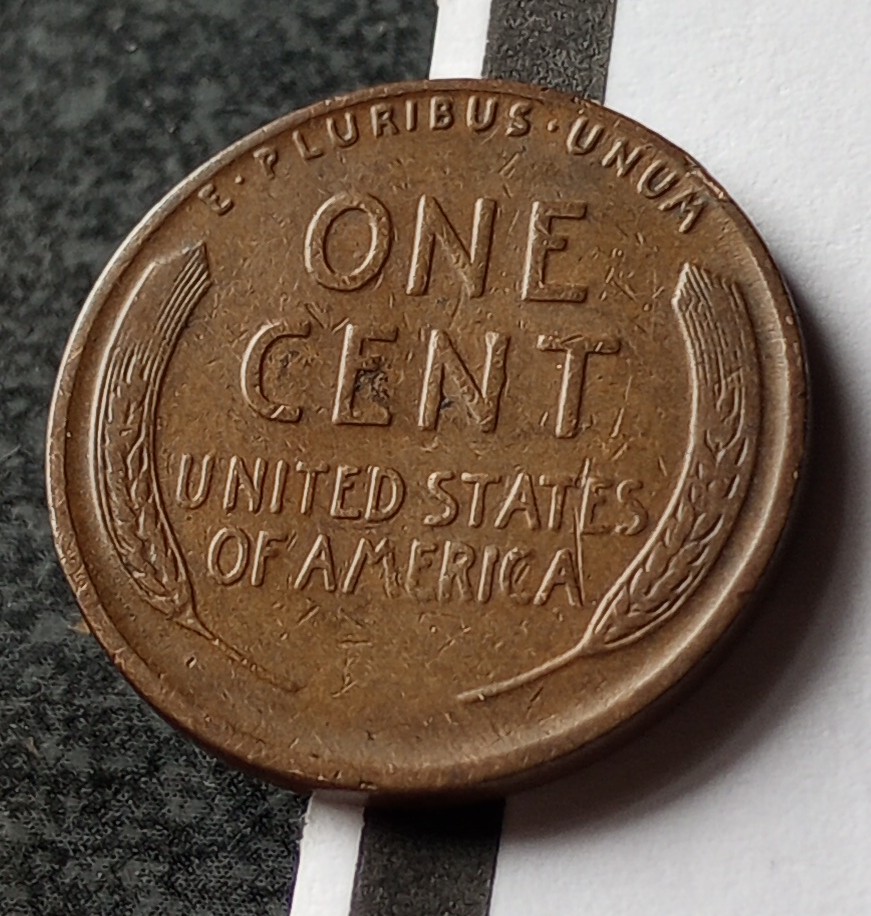 E·PLURIBUS·UNUM
ONE
CENT
UNITED STATES
OF AMERICA